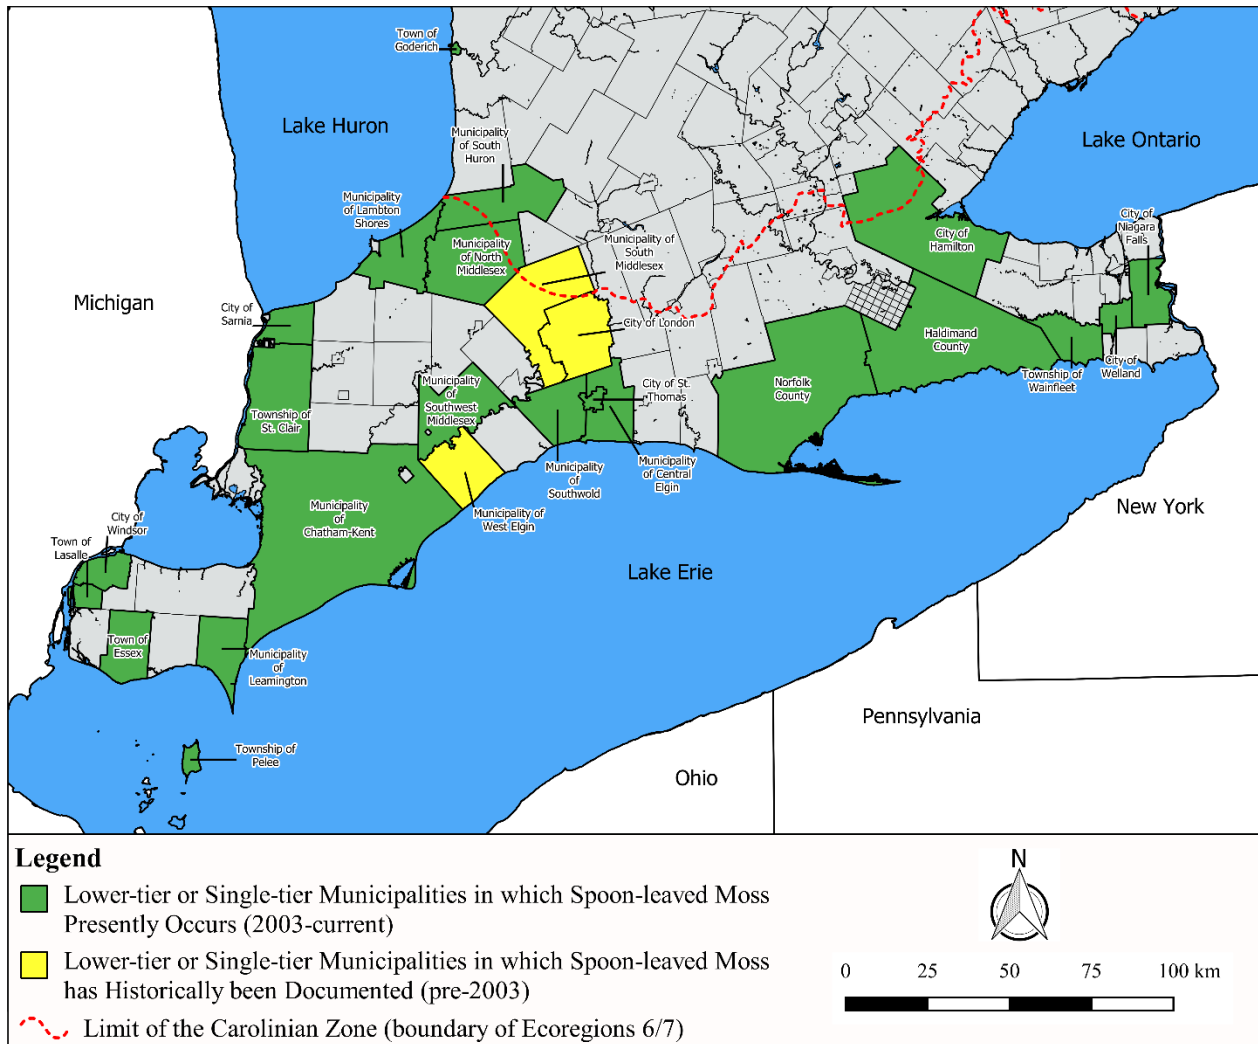 Town of
Goderich
Lake Huron
Municipality
of South
Huron
Lake Ontario
Municipality
of Lambton
Shores
City of
Niagara
Falls
Municipality
of North
Middlesex
Municipality of
South
Middlesex
City of
Hamilton
Michigan
City of
Sarnia
City of London
Haldimand
County
Municipality
of
Southwest
Middlesex
City of St.
Thomas
Norfolk
County
Township of
Wainfleet
City of
Welland
Township of
St. Clair
Municipality
of
Southwold
Municipality
of Central
Elgin
Municipality of
West Elgin
Municipality
of
Chatham-Kent
City of
Windsor
Town of
Lasalle
New York
Lake Erie
Town of
Essex
Municipality
of
Leamington
Pennsylvania
Township of
Pelee
Ohio
Legend
Lower-tier or Single-tier Municipalities in which Spoon-leaved Moss
Presently Occurs (2003-current)
Lower-tier or Single-tier Municipalities in which Spoon-leaved Moss
has Historically been Documented (pre-2003)
Limit of the Carolinian Zone (boundary of Ecoregions 6/7)
N
0 25 50 75 100 km